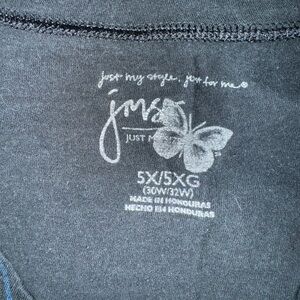 just my style. just for me®
jms
JUST M
5X/5XG
(30W/32W)
MADE IN HONDURAS
HECHO EN HONDURAS